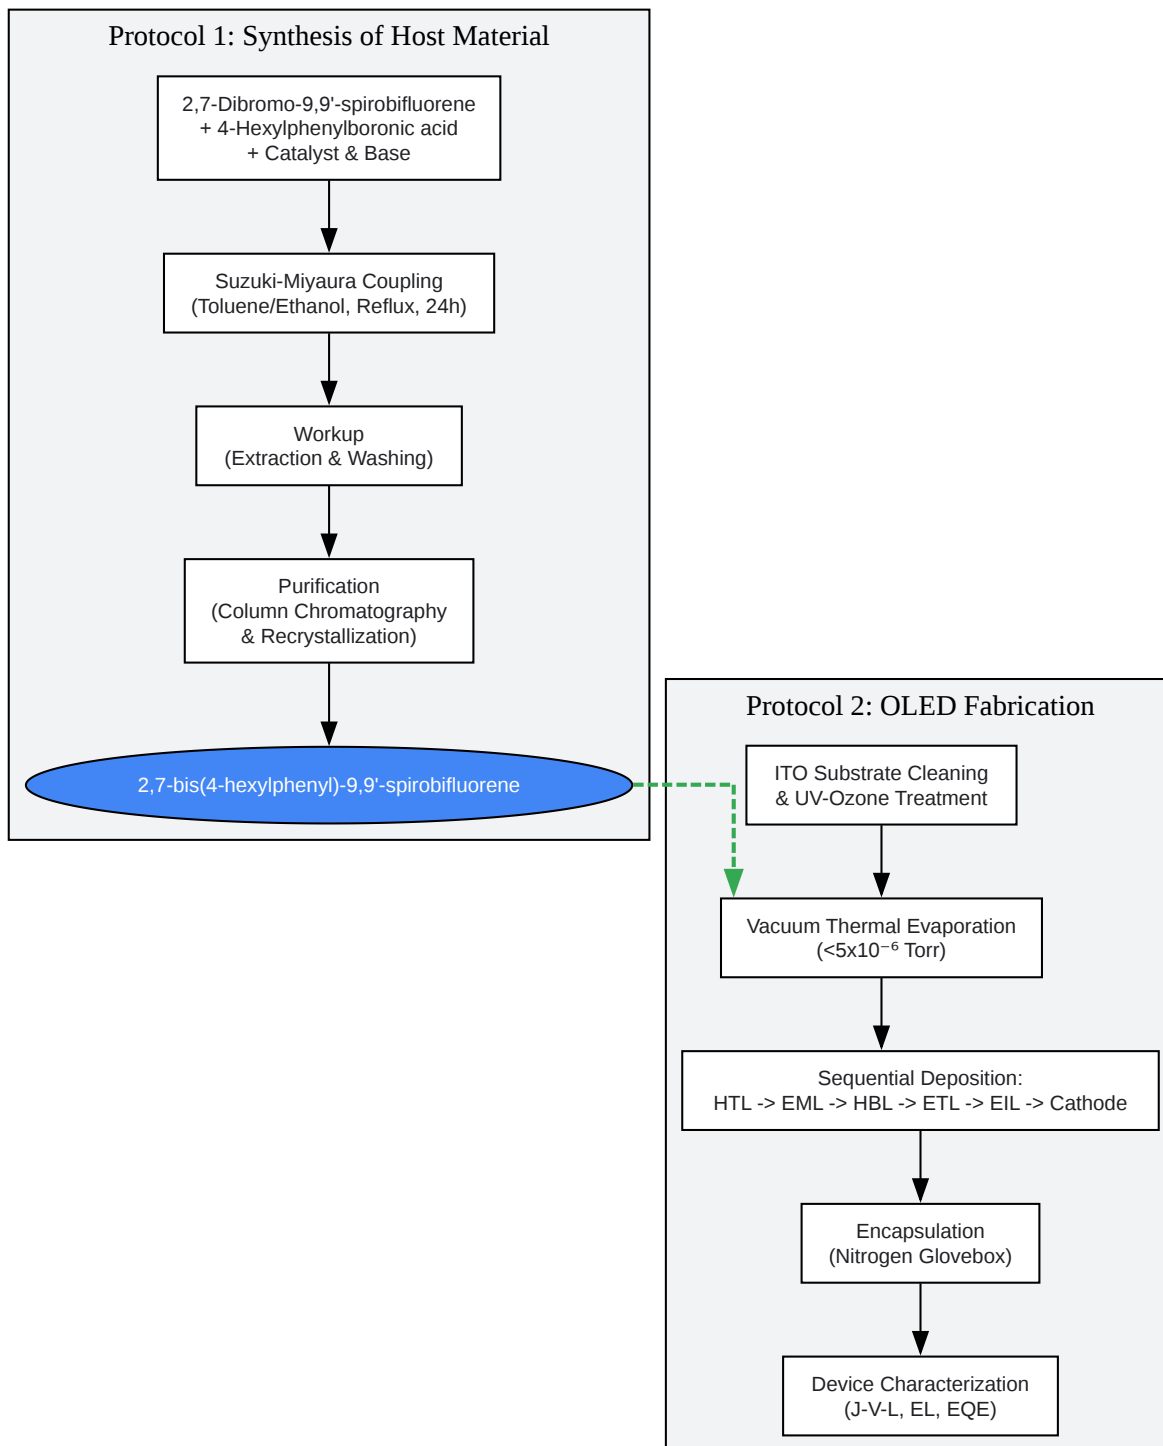 Protocol 1: Synthesis of Host Material
2,7-Dibromo-9,9'-spirobifluorene
+ 4-Hexylphenylboronic acid
+ Catalyst & Base
Suzuki-Miyaura Coupling
(Toluene/Ethanol, Reflux, 24h)
Workup
(Extraction & Washing)
Purification
(Column Chromatography
& Recrystallization)
2,7-bis(4-hexylphenyl)-9,9'-spirobifluorene
Protocol 2: OLED Fabrication
ITO Substrate Cleaning
& UV-Ozone Treatment
Vacuum Thermal Evaporation
(<5x10⁻⁶ Torr)
Sequential Deposition:
HTL -> EML -> HBL -> ETL -> EIL -> Cathode
Encapsulation
(Nitrogen Glovebox)
Device Characterization
(J-V-L, EL, EQE)